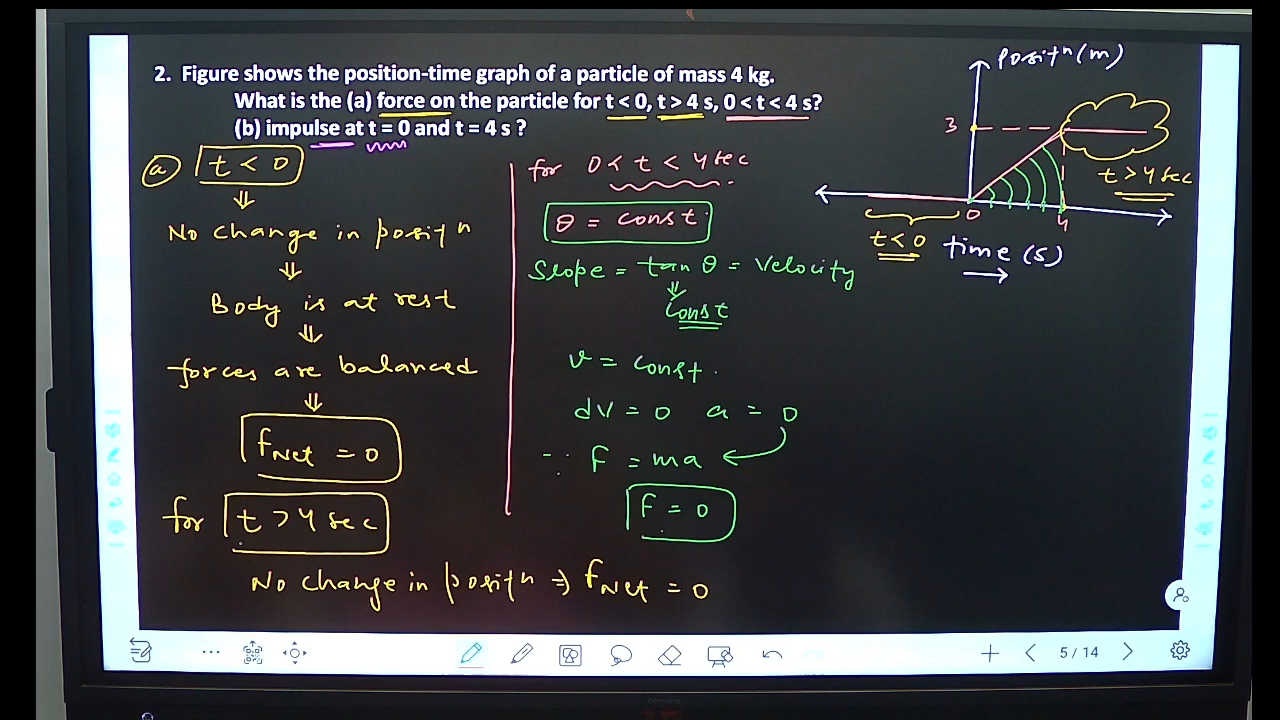 2. Figure shows the position-time graph of a particle of mass 4 kg.
What is the (a) force on the particle for t < 0, t > 4 s, 0 < t < 4 s?
(b) impulse at t = 0 and t = 4 s ?
(a) t < 0
⇓
No change in positⁿ
⇓
Body is at rest
⇓
forces are balanced
⇓
FNet = 0
for t > 4 sec
No change in positⁿ ⇒ FNet = 0
for 0 < t < 4 sec
θ = const.
Slope = tan θ = Velocity
⇓
Const
v = const.
dv = 0 a = 0
∵ F = ma
F = 0
Positⁿ (m)
3
t > 4 sec
0
4
t < 0
time (s)
5 / 14
newline